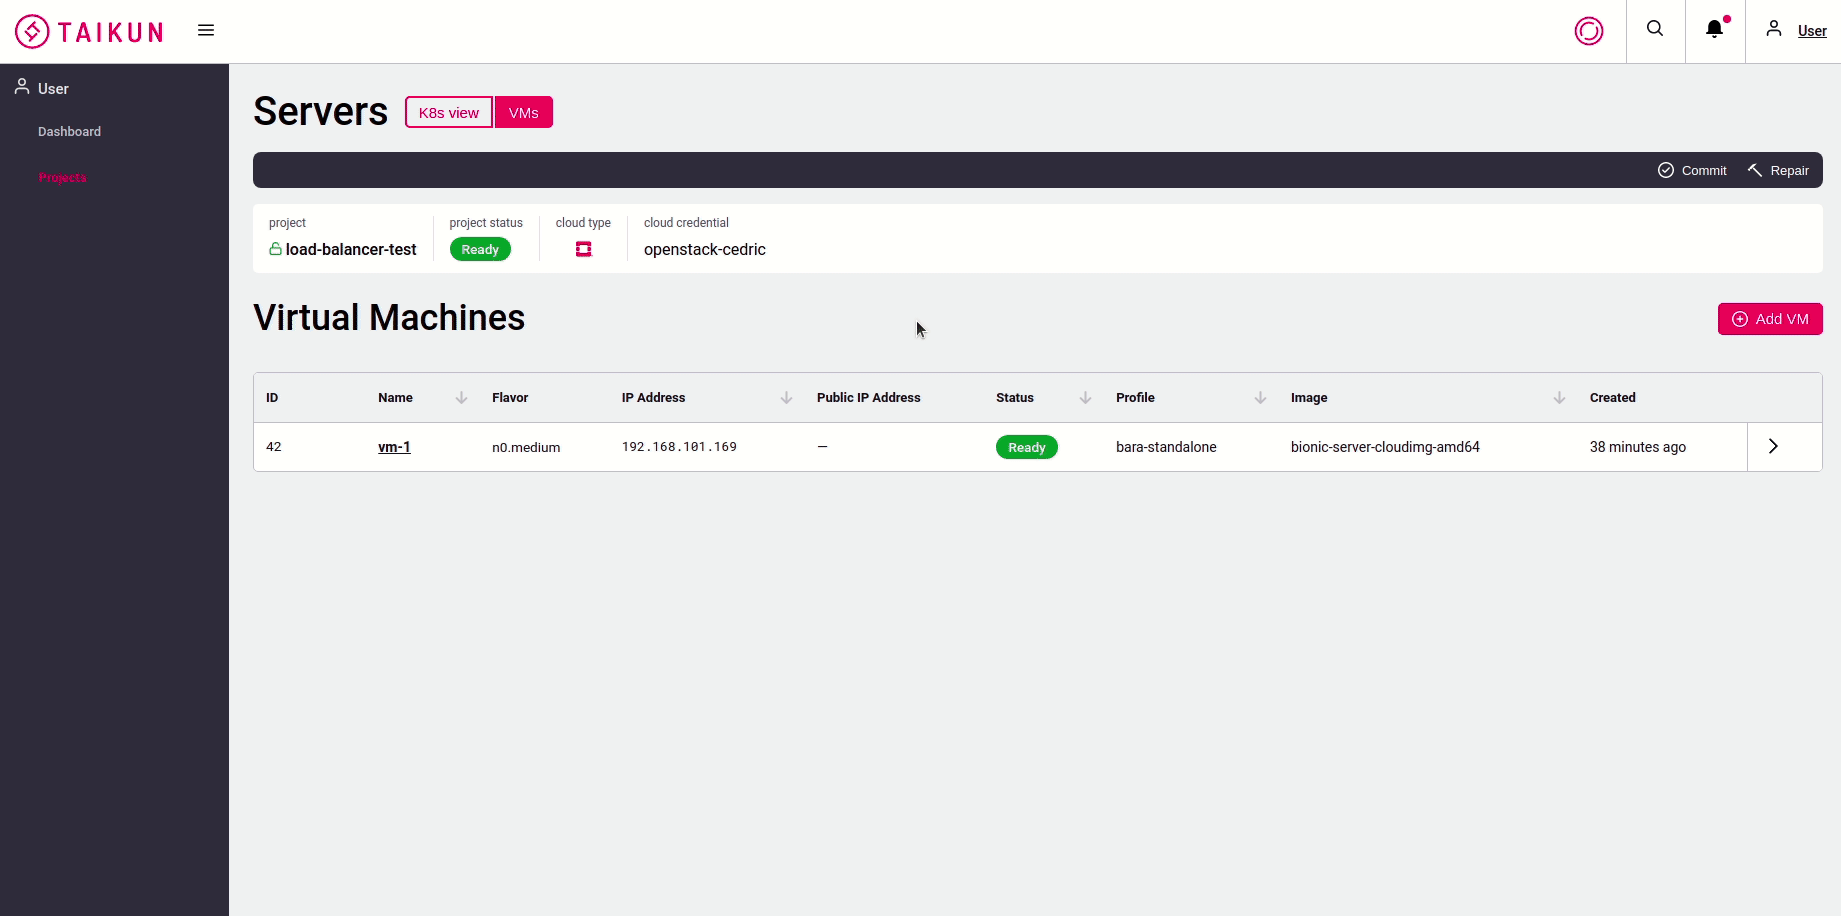 TAIKUN
User
User
Dashboard
Projects
Servers
K8s view
VMs
Commit
Repair
project
project status
cloud type
cloud credential
load-balancer-test
Ready
openstack-cedric
Virtual Machines
Add VM
ID Name Flavor IP Address Public IP Address Status Profile Image Created
42 vm-1 n0.medium 192.168.101.169 — Ready bara-standalone bionic-server-cloudimg-amd64 38 minutes ago